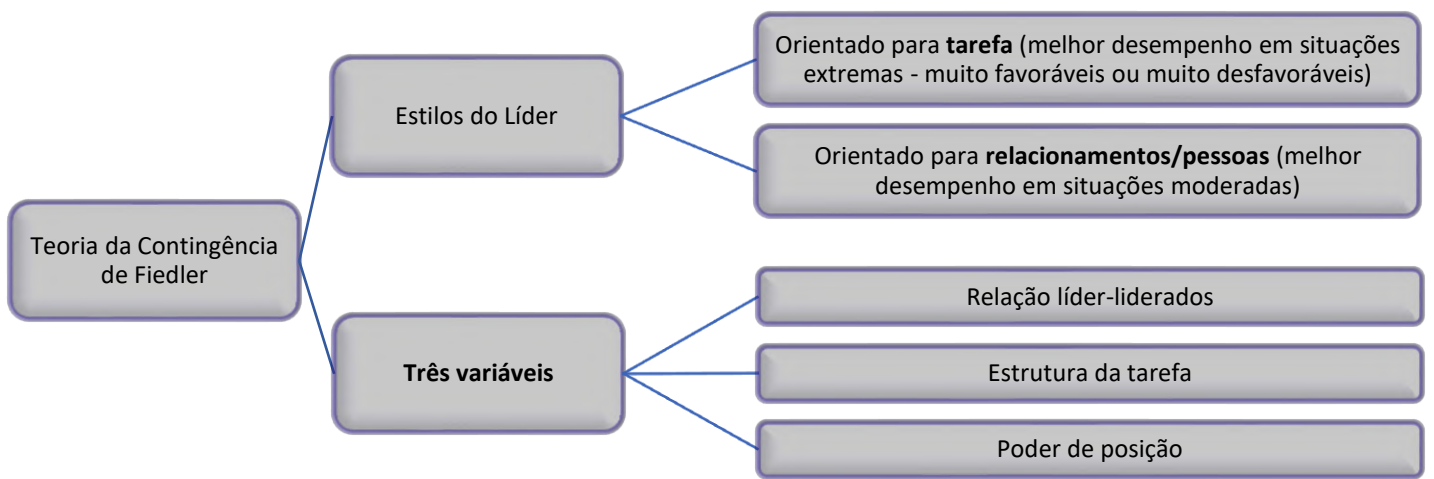 Teoria da Contingência
de Fiedler
Estilos do Líder
Orientado para tarefa (melhor desempenho em situações
extremas - muito favoráveis ou muito desfavoráveis)
Orientado para relacionamentos/pessoas (melhor
desempenho em situações moderadas)
Três variáveis
Relação líder-liderados
Estrutura da tarefa
Poder de posição